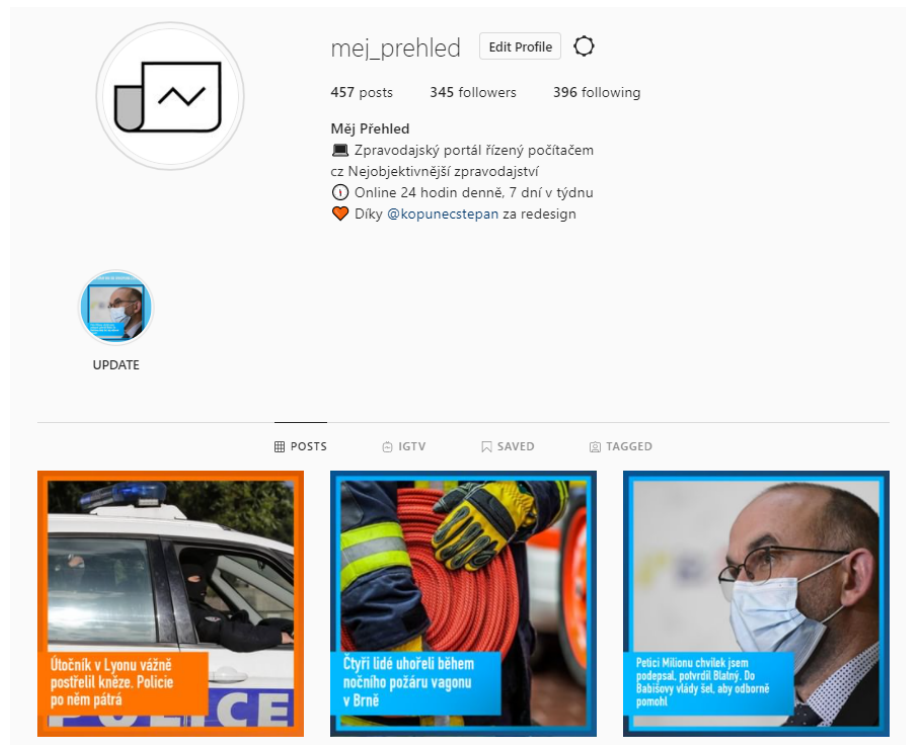 mej_prehled Edit Profile
457 posts 345 followers 396 following
Měj Přehled
Zpravodajský portál řízený počítačem
cz Nejobjektivnější zpravodajství
Online 24 hodin denně, 7 dní v týdnu
Díky @kopunecstepan za redesign
UPDATE
POSTS IGTV SAVED TAGGED
Útočník v Lyonu vážně
postřelil kněze. Policie
po něm pátrá
POLICE
Čtyři lidé uhořeli během
nočního požáru vagonu
v Brně
Petici Milionu chvilek jsem
podepsal, potvrdil Blatný. Do
Babišovy vlády šel, aby odborně
pomohl